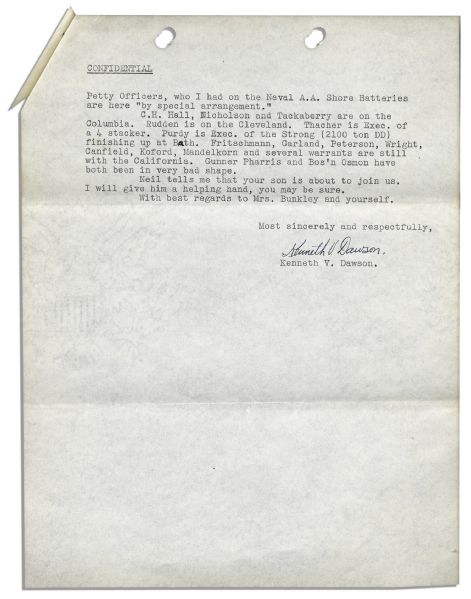 CONFIDENTIAL
Petty Officers, who I had on the Naval A.A. Shore Batteries
are here "by special arrangement."
C.H. Hall, Nicholson and Tackaberry are on the
Columbia. Rudden is on the Cleveland. Thacher is Exec. of
a 4 stacker. Purdy is Exec. of the Strong (2100 ton DD)
finishing up at Bath. Fritschmann, Garland, Peterson, Wright,
Canfield, Koford, Mandelkorn and several warrants are still
with the California. Gunner Pharris and Bos'n Osmon have
both been in very bad shape.
Neil tells me that your son is about to join us.
I will give him a helping hand, you may be sure.
With best regards to Mrs. Bunkley and yourself.
Most sincerely and respectfully,
Kenneth V. Dawson.
Kenneth V. Dawson.